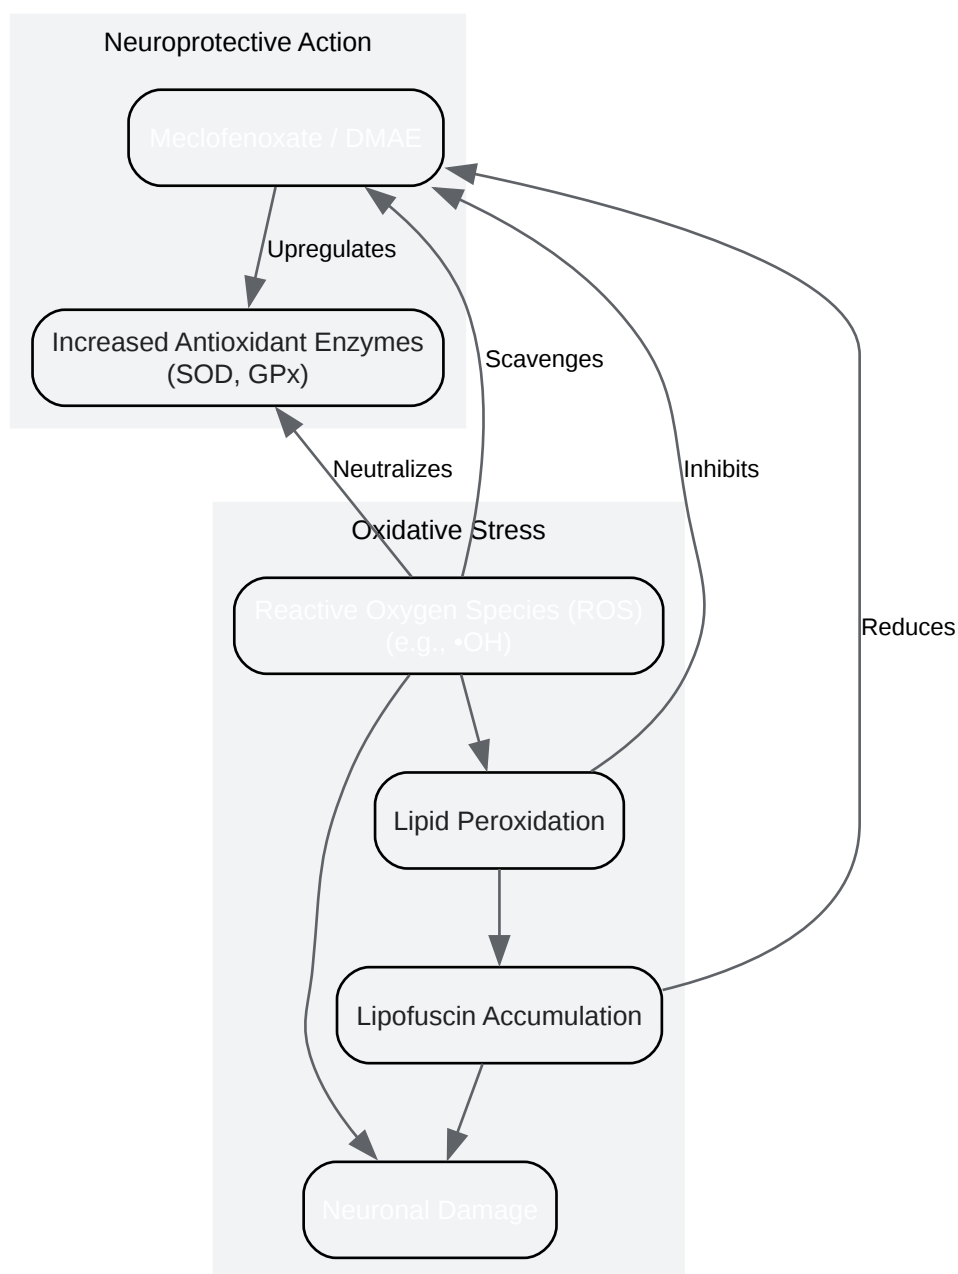 Neuroprotective Action
Meclofenoxate / DMAE
Upregulates
Increased Antioxidant Enzymes
(SOD, GPx)
Scavenges
Neutralizes
Inhibits
Oxidative Stress
Reactive Oxygen Species (ROS)
(e.g., •OH)
Reduces
Lipid Peroxidation
Lipofuscin Accumulation
Neuronal Damage